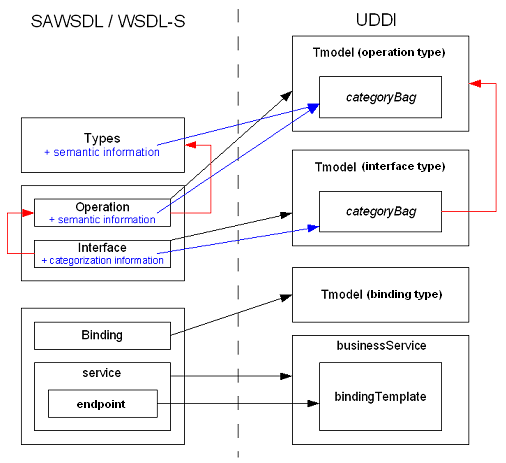 SAWSDL / WSDL-S
UDDI
Types
+ semantic information
Operation
+ semantic information
Interface
+ categorization information
Binding
service
endpoint
Tmodel (operation type)
categoryBag
Tmodel (interface type)
categoryBag
Tmodel (binding type)
businessService
bindingTemplate